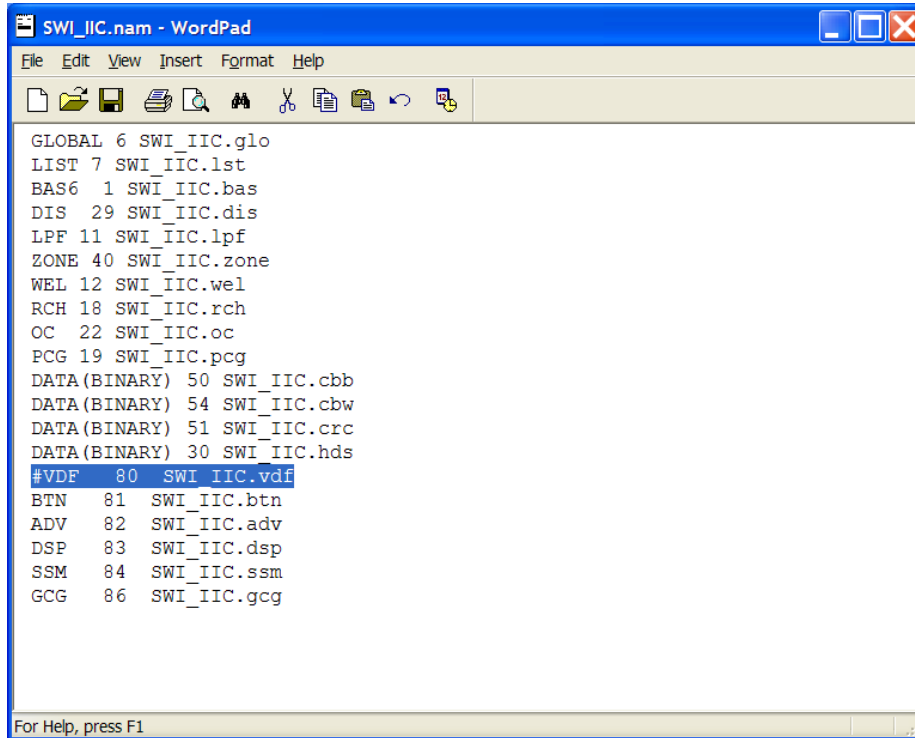 SWI_IIC.nam - WordPad
File Edit View Insert Format Help
12
GLOBAL 6 SWI_IIC.glo
LIST 7 SWI_IIC.lst
BAS6  1 SWI_IIC.bas
DIS  29 SWI_IIC.dis
LPF 11 SWI_IIC.lpf
ZONE 40 SWI_IIC.zone
WEL 12 SWI_IIC.wel
RCH 18 SWI_IIC.rch
OC  22 SWI_IIC.oc
PCG 19 SWI_IIC.pcg
DATA(BINARY) 50 SWI_IIC.cbb
DATA(BINARY) 54 SWI_IIC.cbw
DATA(BINARY) 51 SWI_IIC.crc
DATA(BINARY) 30 SWI_IIC.hds
#VDF   80  SWI_IIC.vdf
BTN   81  SWI_IIC.btn
ADV   82  SWI_IIC.adv
DSP   83  SWI_IIC.dsp
SSM   84  SWI_IIC.ssm
GCG   86  SWI_IIC.gcg
For Help, press F1